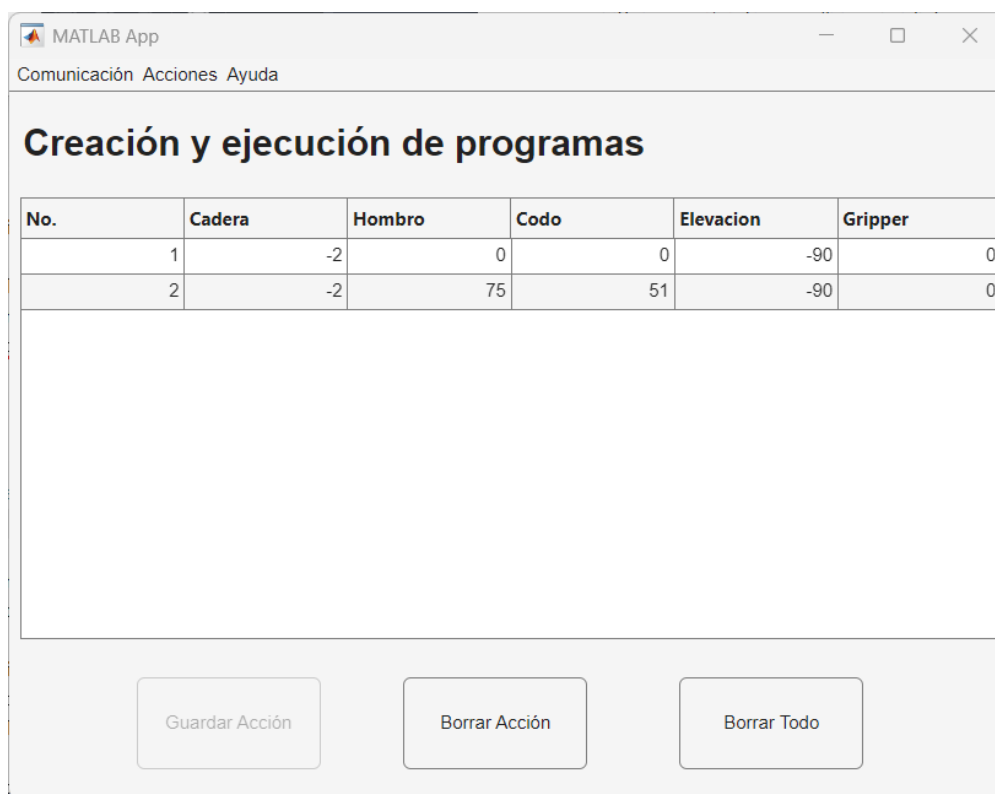 MATLAB App
Comunicación Acciones Ayuda
Creación y ejecución de programas
No. Cadera Hombro Codo Elevacion Gripper
1 -2 0 0 -90 0
2 -2 75 51 -90 0
Guardar Acción Borrar Acción Borrar Todo